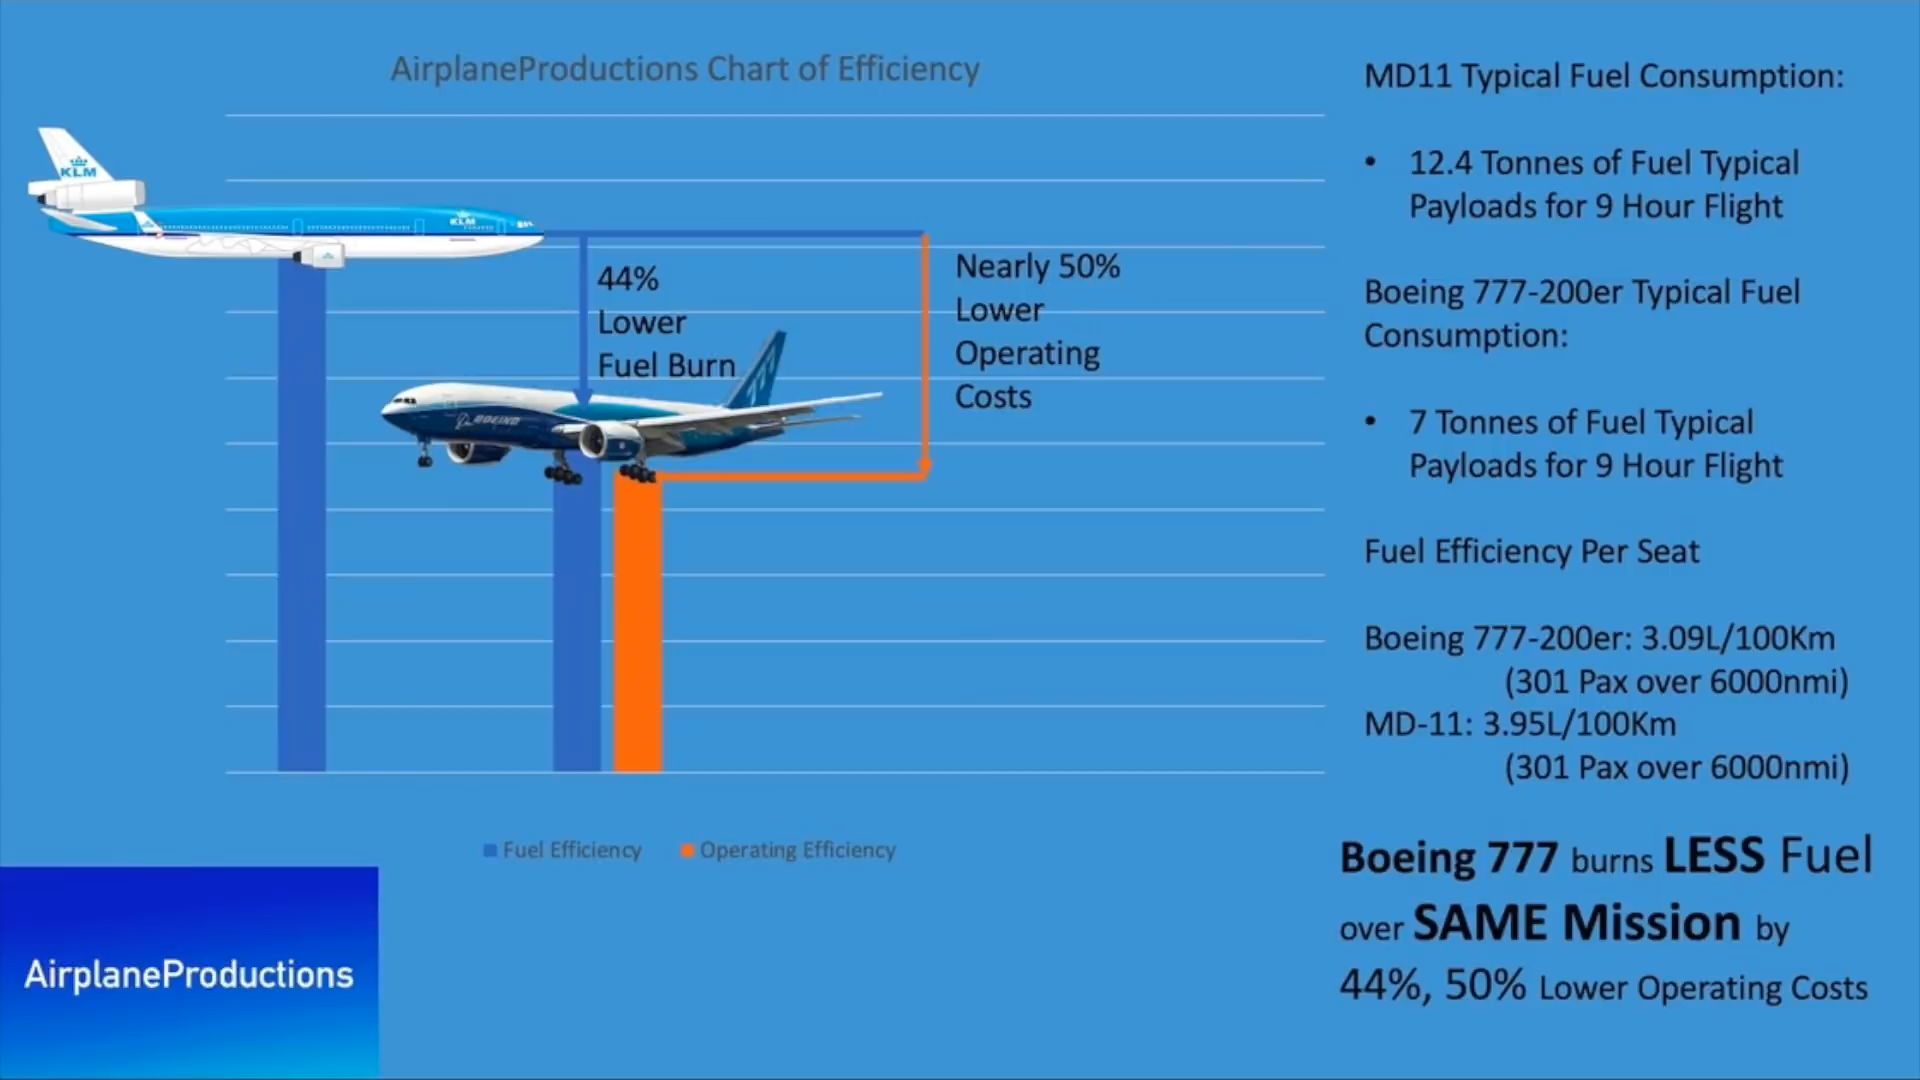 AirplaneProductions Chart of Efficiency
KLM
KLM
44%
Lower
Fuel Burn
Nearly 50%
Lower
Operating
Costs
777
BOEING
Fuel Efficiency
Operating Efficiency
AirplaneProductions
MD11 Typical Fuel Consumption:
• 12.4 Tonnes of Fuel Typical
Payloads for 9 Hour Flight
Boeing 777-200er Typical Fuel
Consumption:
• 7 Tonnes of Fuel Typical
Payloads for 9 Hour Flight
Fuel Efficiency Per Seat
Boeing 777-200er: 3.09L/100Km
(301 Pax over 6000nmi)
MD-11: 3.95L/100Km
(301 Pax over 6000nmi)
Boeing 777 burns LESS Fuel
over SAME Mission by
44%, 50% Lower Operating Costs